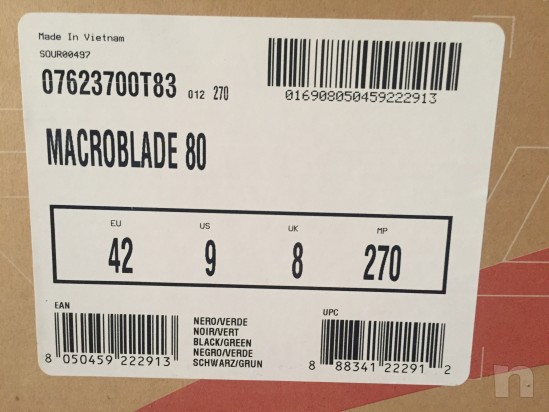 Made In Vietnam
SOUR00497
07623700T83 012 270
016908050459222913
MACROBLADE 80
EU US UK MP
42 9 8 270
EAN
8 050459 222913
NERO/VERDE
NOIR/VERT
BLACK/GREEN
NEGRO/VERDE
SCHWARZ/GRUN
UPC
8 88341 22291 2
n